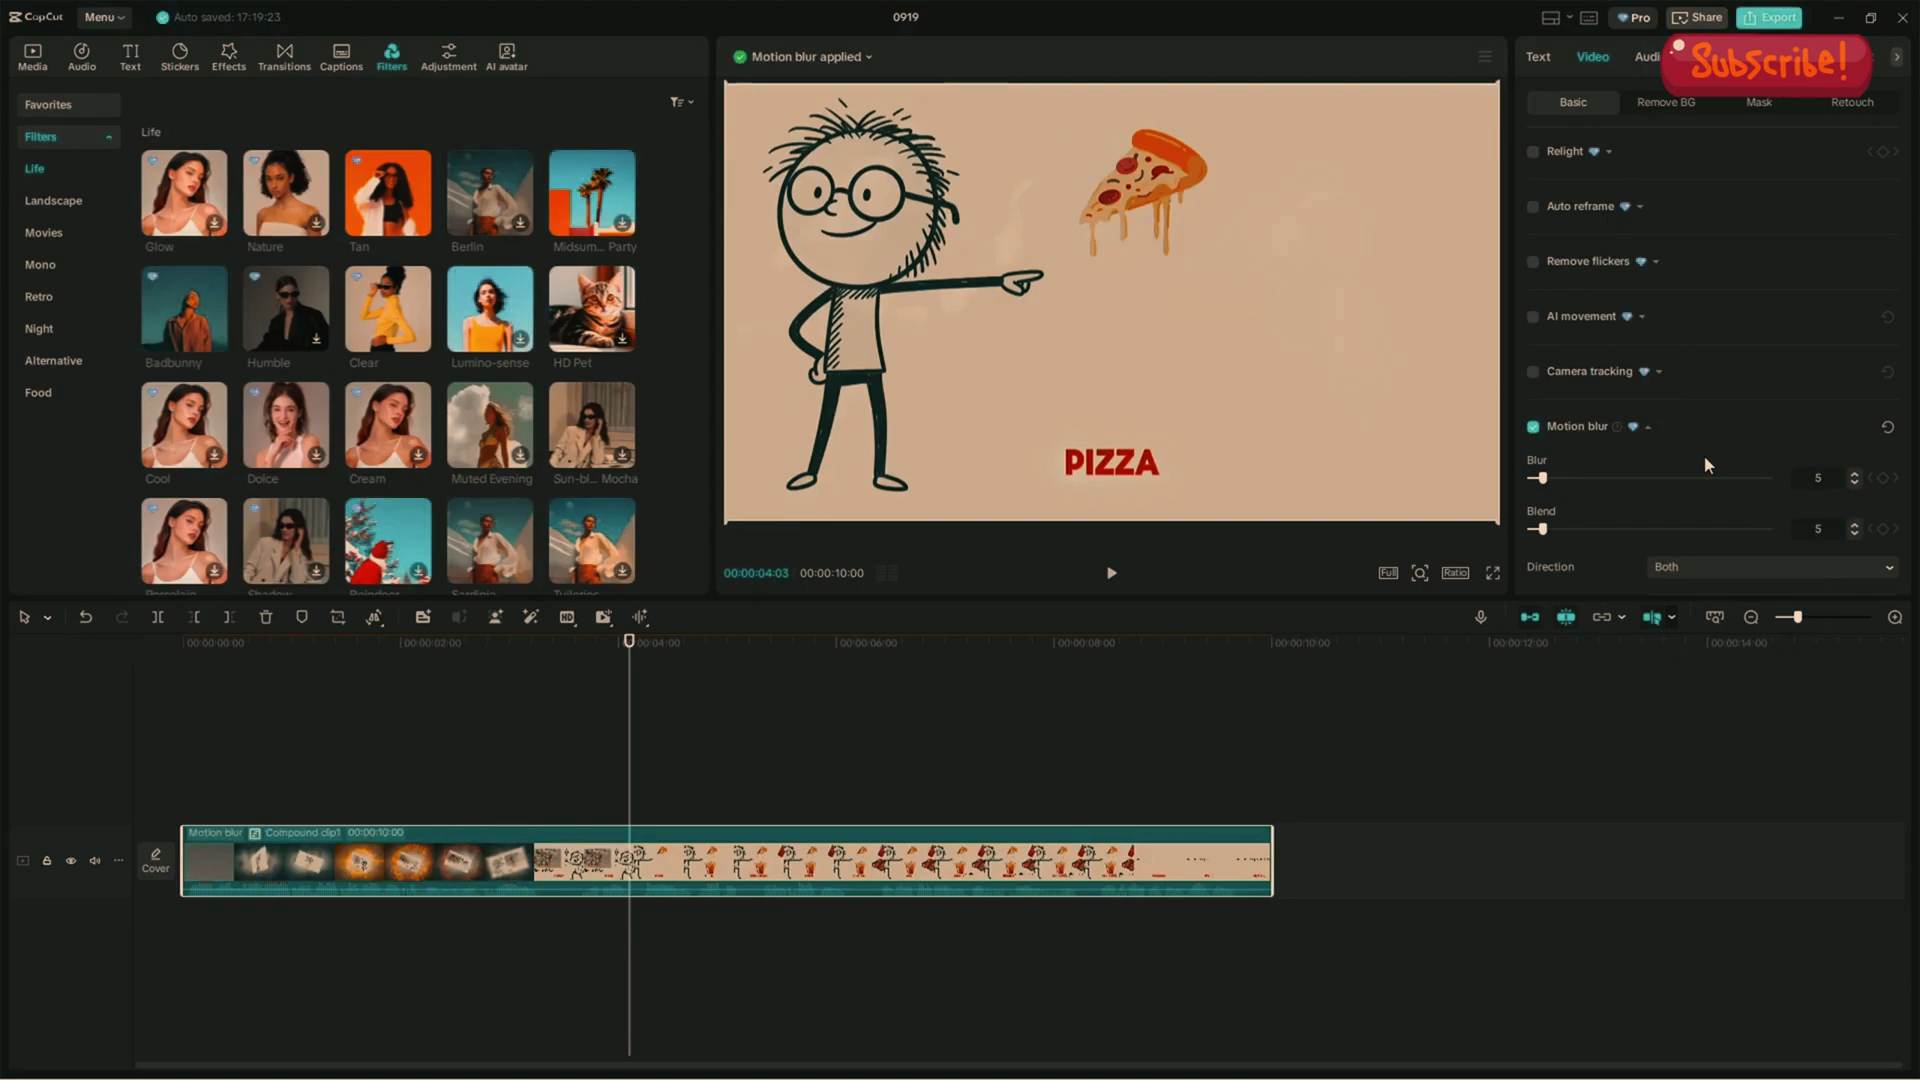 CapCut
Menu
Auto saved: 17:19:23
0919
Pro
Share
Export
Media
Audio
Text
Stickers
Effects
Transitions
Captions
Filters
Adjustment
AI avatar
Motion blur applied
Text
Video
Audi
Subscribe!
Favorites
Filters
Life
Landscape
Movies
Mono
Retro
Night
Alternative
Food
Life
Glow
Nature
Tan
Berlin
Midsum... Party
Badbunny
Humble
Clear
Lumino-sense
HD Pet
Cool
Dolce
Cream
Muted Evening
Sun-bl... Mocha
Porcelain
Shadow
Reindeer
Sardinia
Tuileries
PIZZA
00:00:04:03
00:00:10:00
Full
Ratio
Basic
Remove BG
Mask
Retouch
Relight
Auto reframe
Remove flickers
AI movement
Camera tracking
Motion blur
Blur
5
Blend
5
Direction
Both
HD
00:00:00:00
00:00:02:00
00:04:00
00:00:06:00
00:00:08:00
00:00:10:00
00:00:12:00
00:00:14:00
Motion blur
Compound clip1
00:00:10:00
Cover